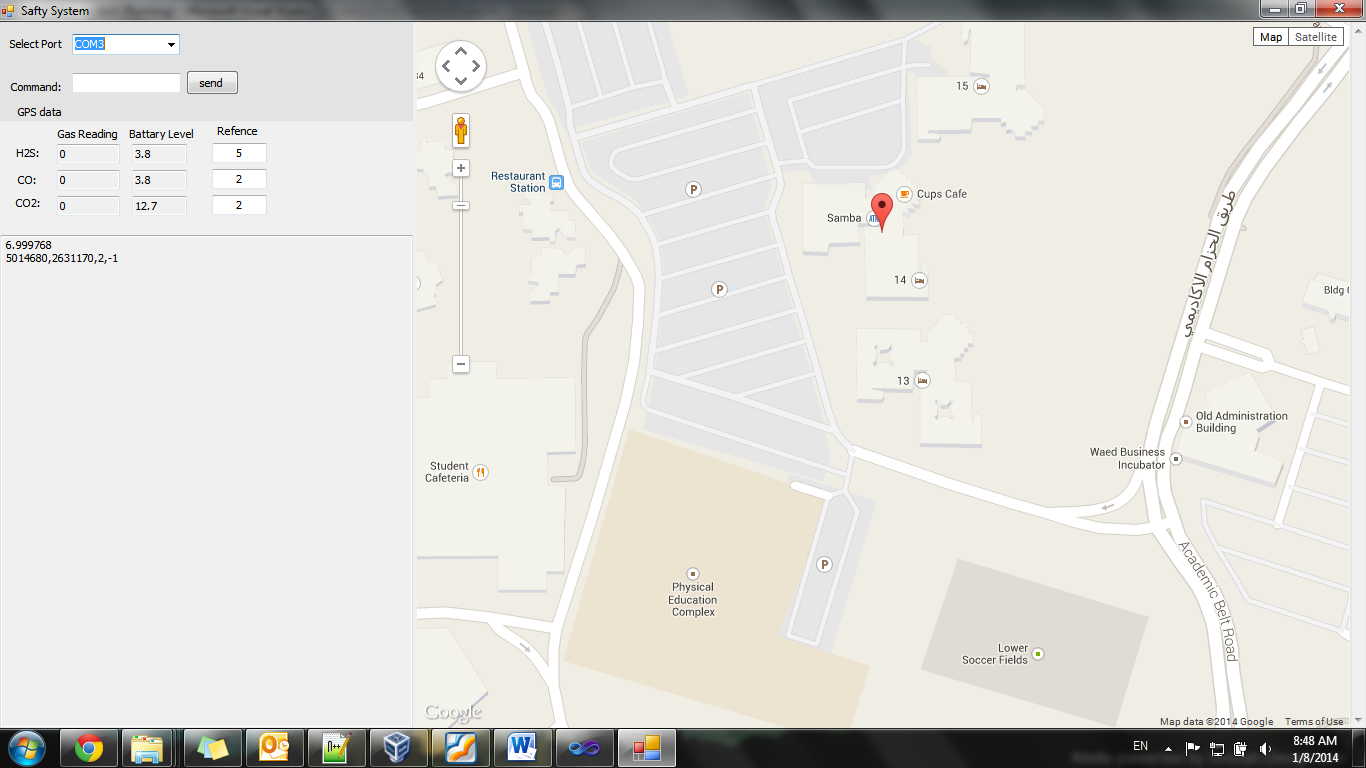 Safty System
Select Port
COM3
Command:
send
GPS data
Gas Reading Battary Level Refence
H2S: 0 3.8 5
CO: 0 3.8 2
CO2: 0 12.7 2
6.999768
5014680,2631170,2,-1
Map Satellite
34
15
Restaurant
Station
P
Cups Cafe
Samba
طريق الحزام الاكاديمي
14
P
Bldg 6
13
Old Administration
Building
Waed Business
Incubator
Student
Cafeteria
P
Academic Belt Road
Physical
Education
Complex
Lower
Soccer Fields
Google
Map data ©2014 Google Terms of Use
EN
8:48 AM
1/8/2014